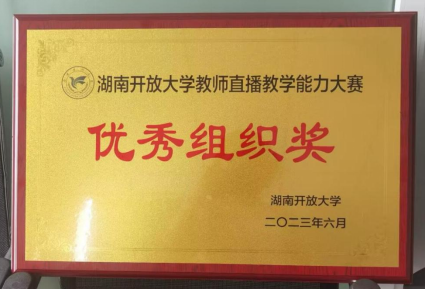 湖南开放大学教师直播教学能力大赛
优秀组织奖
湖南开放大学
二〇二三年六月